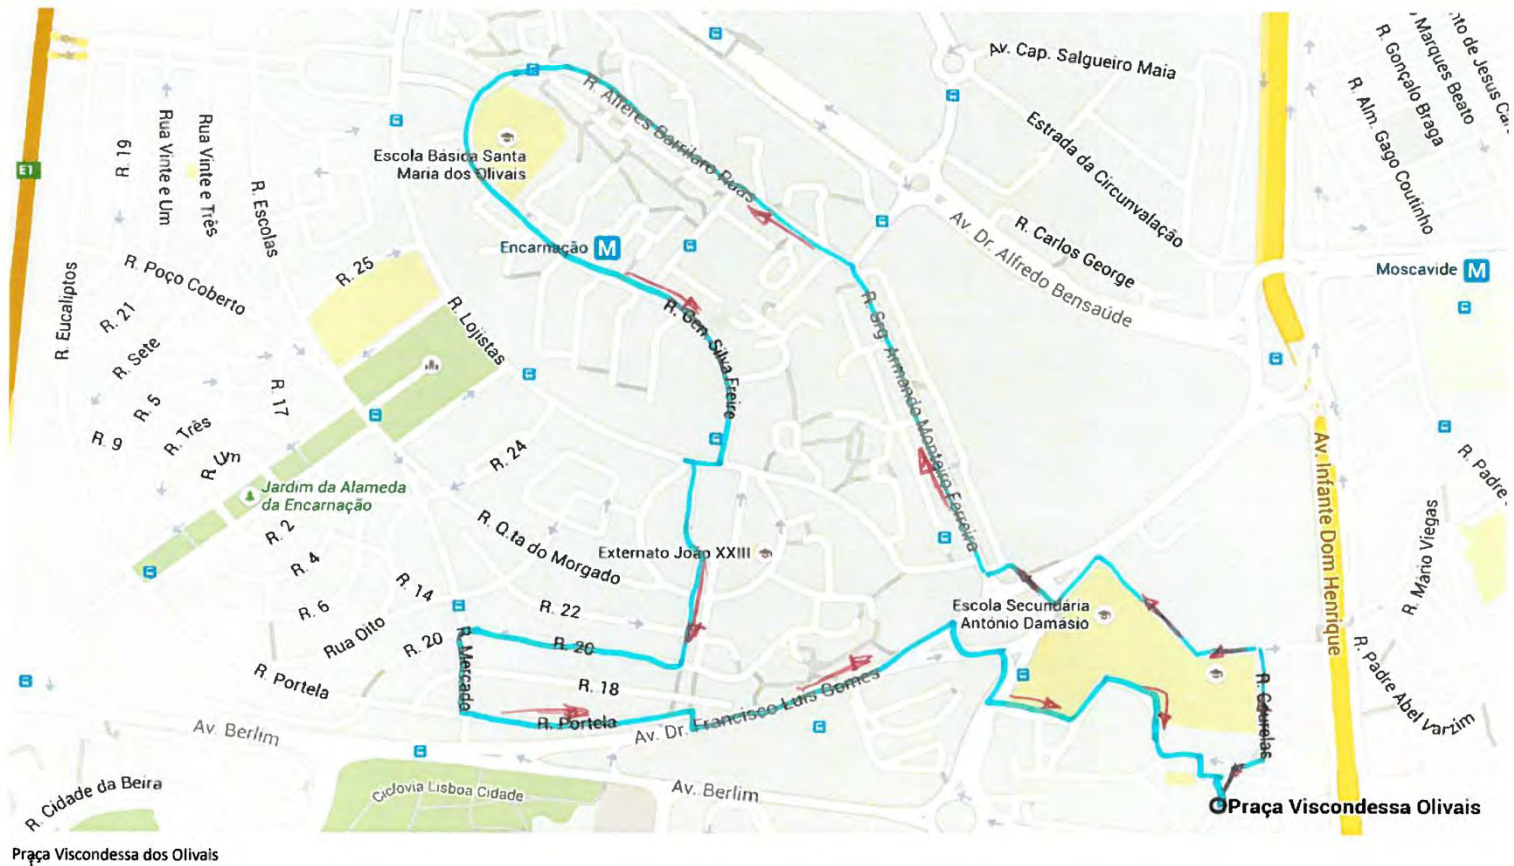 Av. Cap. Salgueiro Maia
R. Alferes Barrilaro Ruas
R. Gonçalo Braga
Marques Beato
R. Alm. Gago Coutinho
E1
R. 19
Rua Vinte e Um
Rua Vinte e Três
R. Escolas
Escola Básica Santa
Maria dos Olivais
Estrada da Circunvalação
R. Carlos George
Av. Dr. Alfredo Bensaúde
Encarnação M
Moscavide M
R. Eucaliptos
R. Poço Coberto
R. 25
R. 21
R. Sete
R. 5
R. 9
R. Três
R. Um
R. 17
R. Lojistas
R. Gen. Silva Freire
R. Srg. Armando Monteiro Ferreira
Av. Infante Dom Henrique
R. Padre
R. 24
Jardim da Alameda
da Encarnação
R. 2
R. 4
R. 6
R. 14
Rua Oito
R. 20
R. Q.ta do Morgado
Externato João XXIII
R. 22
R. 20
R. 18
R. Mercado
R. Portela
R. Portela
Escola Secundária
António Damásio
R. Mário Viegas
R. Padre Abel Varzim
R. Courelas
Av. Dr. Francisco Luís Gomes
Av. Berlim
Av. Berlim
Ciclovia Lisboa Cidade
R. Cidade da Beira
Praça Viscondessa Olivais
Praça Viscondessa dos Olivais